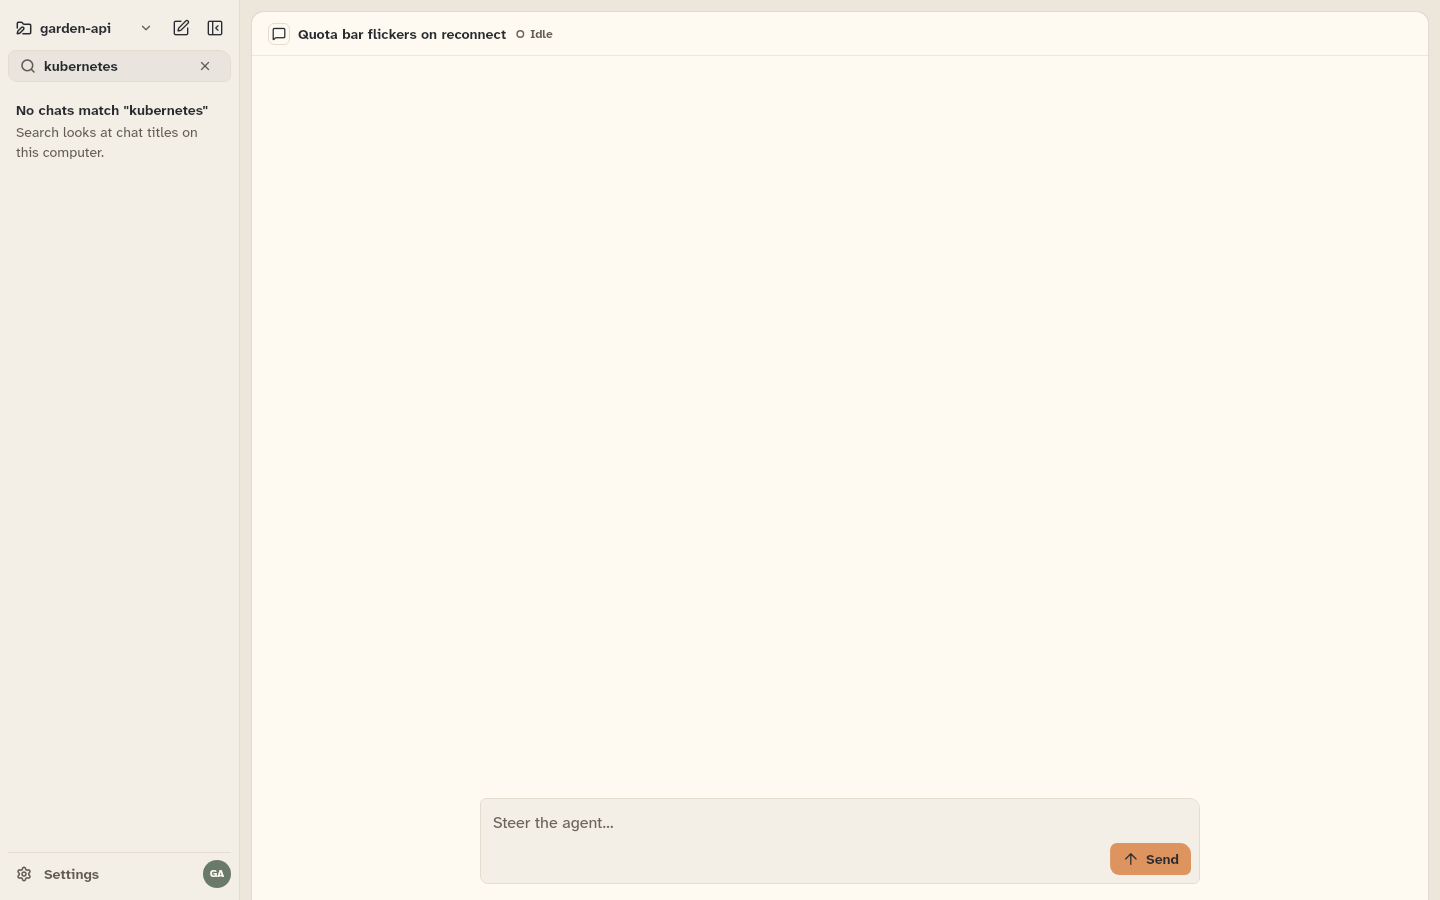 garden-api
kubernetes
No chats match "kubernetes"
Search looks at chat titles on
this computer.
Settings
GA
Quota bar flickers on reconnect
Idle
Steer the agent...
Send